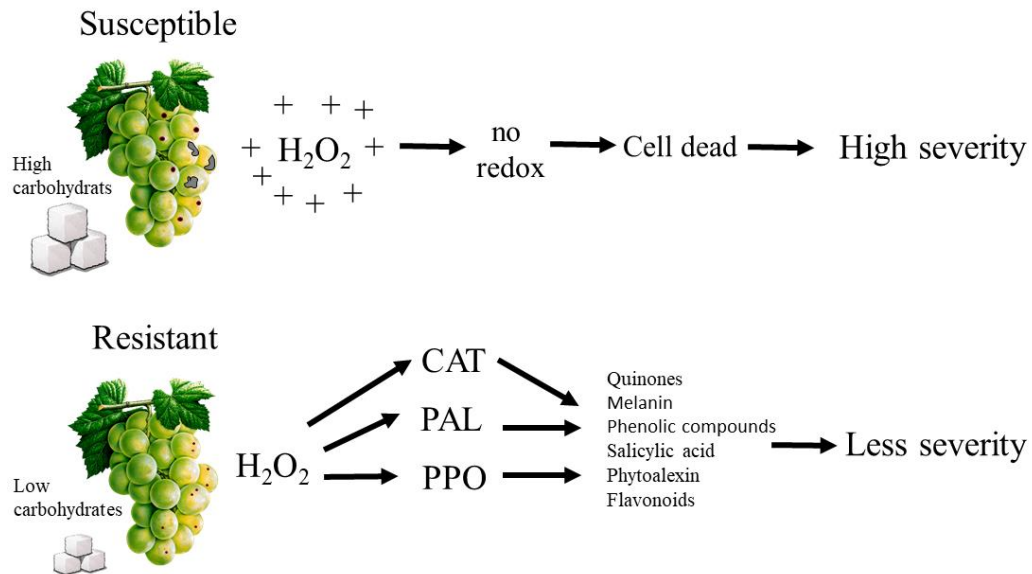 Susceptible
High
carbohydrats
+ + + + + H₂O₂ + + + + +
no
redox
Cell dead
High severity
Resistant
Low
carbohydrates
H₂O₂
CAT
PAL
PPO
Quinones
Melanin
Phenolic compounds
Salicylic acid
Phytoalexin
Flavonoids
Less severity